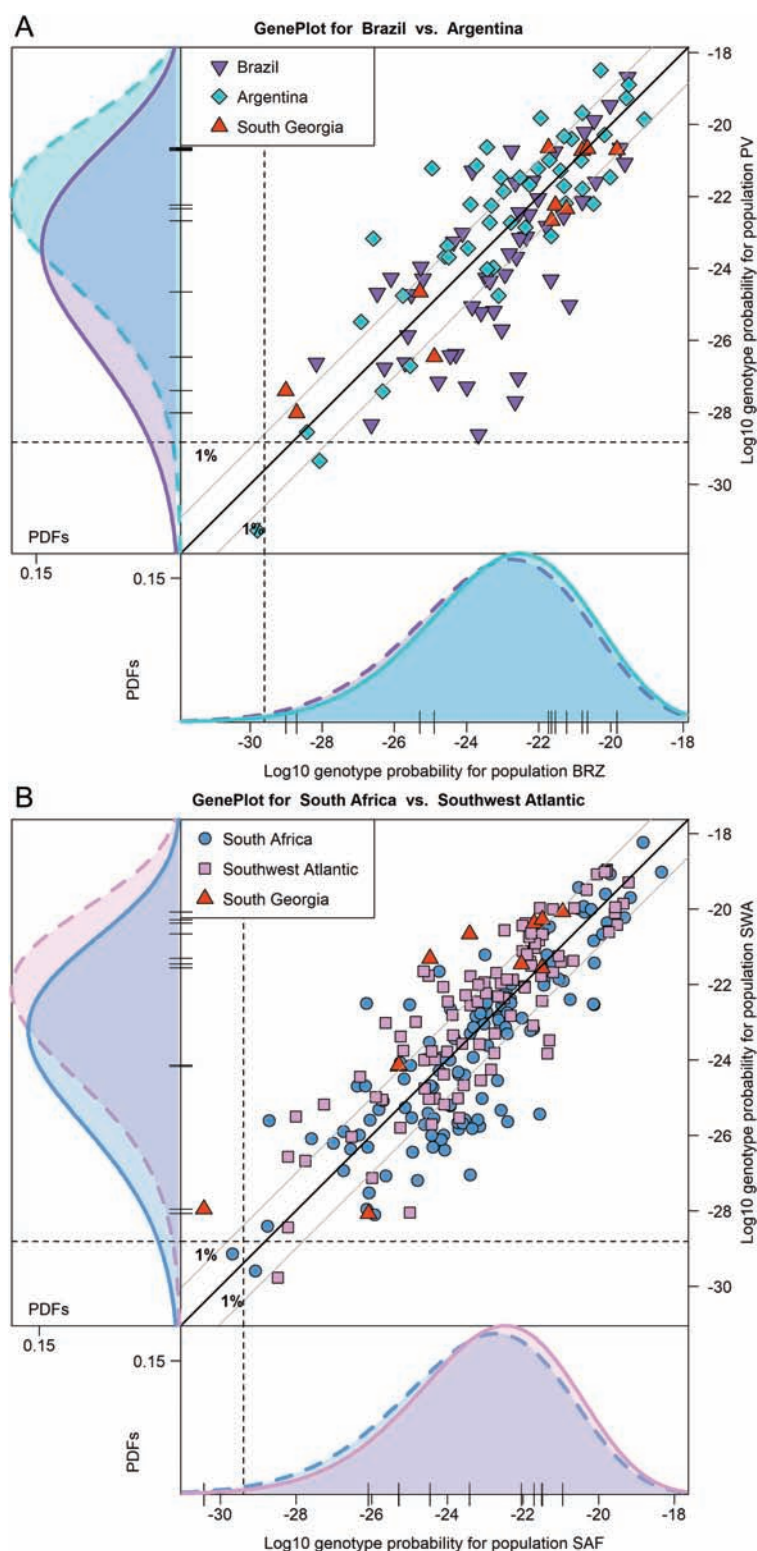 A
GenePlot for Brazil vs. Argentina
Brazil
Argentina
South Georgia
-18
-20
-22
-24
-26
-28
-30
Log10 genotype probability for population PV
1%
1%
PDFs
0.15
0.15
PDFs
-30 -28 -26 -24 -22 -20 -18
Log10 genotype probability for population BRZ
B
GenePlot for South Africa vs. Southwest Atlantic
South Africa
Southwest Atlantic
South Georgia
-18
-20
-22
-24
-26
-28
-30
Log10 genotype probability for population SWA
1%
1%
PDFs
0.15
0.15
PDFs
-30 -28 -26 -24 -22 -20 -18
Log10 genotype probability for population SAF